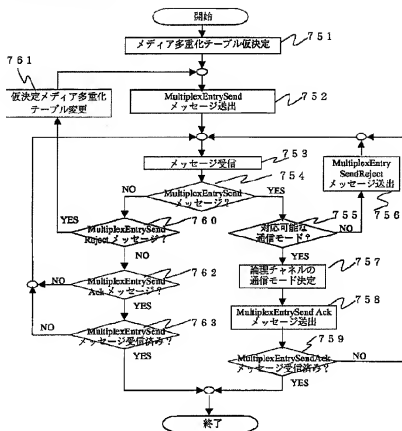 開始
メディア多重化テーブル仮決定
751
761
仮決定メディア多重化
テーブル変更
MultiplexEntrySend
メッセージ送出
752
メッセージ受信
753
754
MultiplexEntrySend
メッセージ？
NO
YES
MultiplexEntrySend
Rejectメッセージ？
760
YES
NO
対応可能な
通信モード？
755
NO
YES
MultiplexEntry
SendReject
メッセージ送出
756
論理チャネルの
通信モード決定
757
MultiplexEntrySend
Ackメッセージ？
762
NO
YES
MultiplexEntrySend Ack
メッセージ送出
758
MultiplexEntrySend
メッセージ受信済み？
763
NO
YES
MultiplexEntrySendAck
メッセージ受信済み？
759
NO
YES
終了